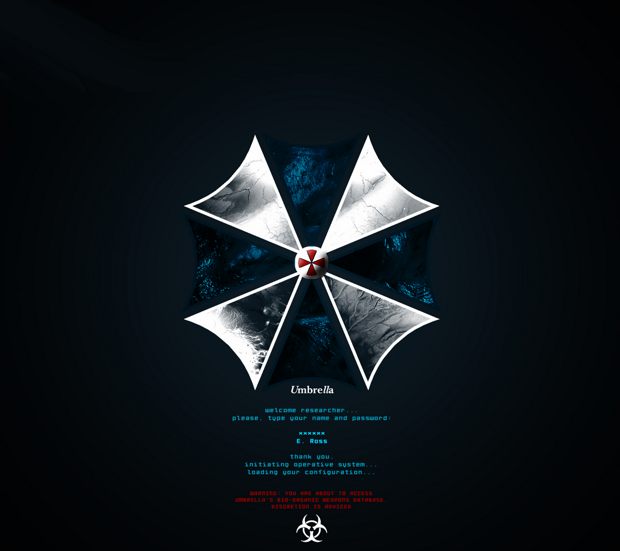 Umbrella
welcome researcher...
please, type your name and password:
××××××
E. Ross
thank you.
initiating operative system...
loading your configuration...
WARNING: YOU ARE ABOUT TO ACCESS
UMBRELLA'S BIO-ORGANIC WEAPONS DATABASE.
DISCRETION IS ADVICED